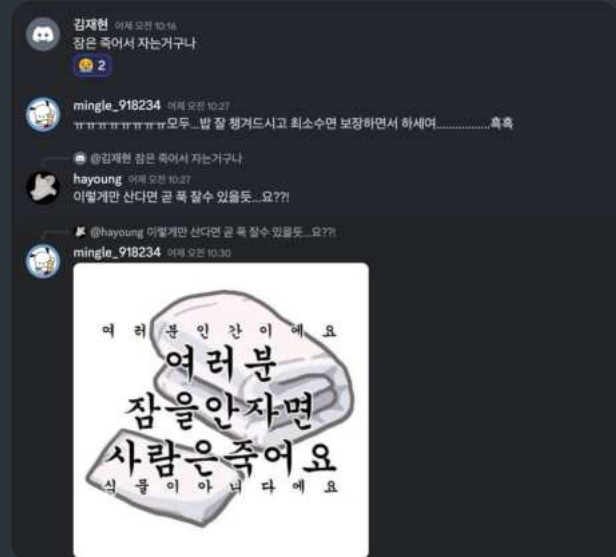 김재현 어제 오전 10:16
잠은 죽어서 자는거구나
2
mingle_918234 어제 오전 10:27
ㅠㅠㅠㅠㅠㅠㅠㅠ모두...밥 잘 챙겨드시고 최소수면 보장하면서 하세여.................흑흑
@김재현 잠은 죽어서 자는거구나
hayoung 어제 오전 10:27
이렇게만 산다면 곧 푹 잘수 있을듯...요??!
@hayoung 이렇게만 산다면 곧 푹 잘수 있을듯...요??!
mingle_918234 어제 오전 10:30
여러분인간이에요
여러분
잠을안자면
사람은죽어요
식물이아니다에요